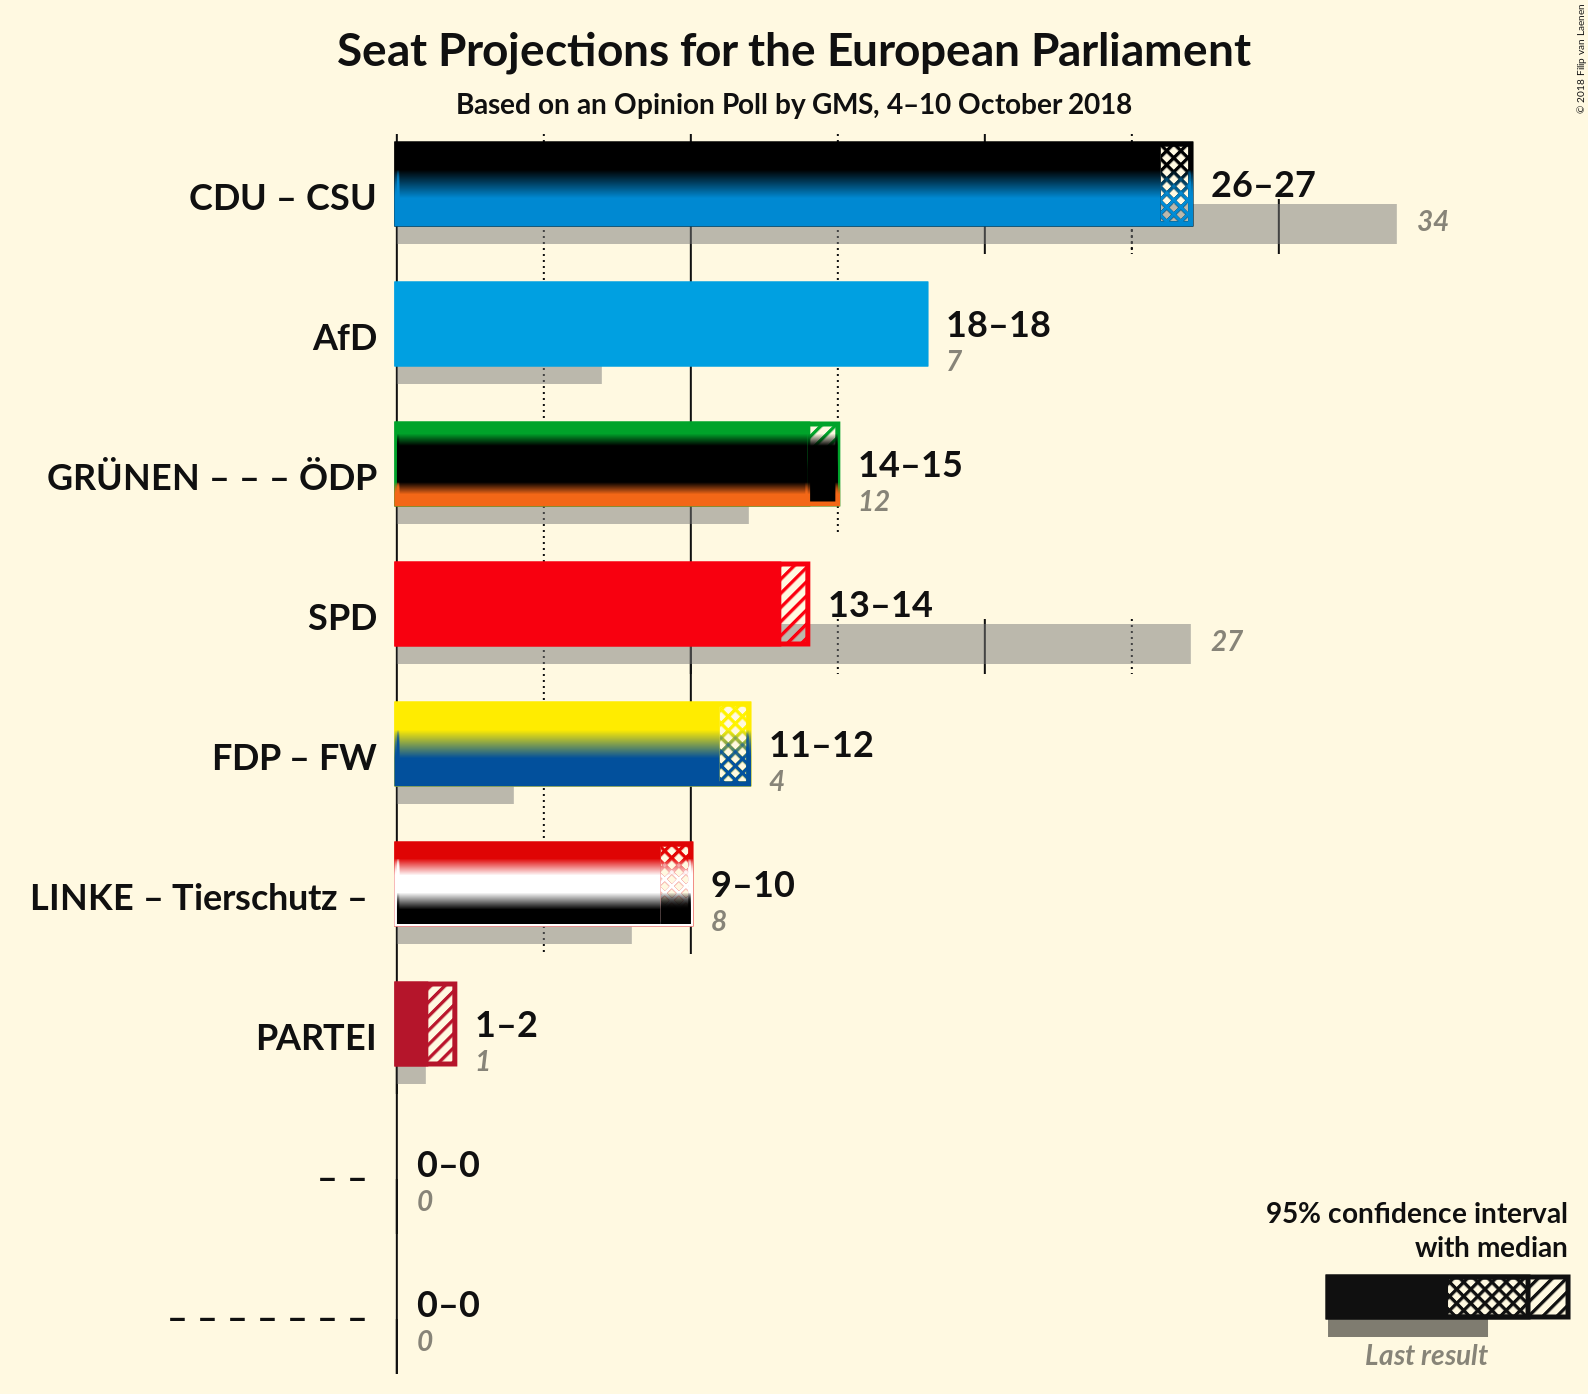 Seat Projections for the European Parliament
Based on an Opinion Poll by GMS, 4–10 October 2018
© 2018 Filip van Laenen
CDU – CSU
26–27
34
AfD
18–18
7
GRÜNEN – – – ÖDP
14–15
12
SPD
13–14
27
FDP – FW
11–12
4
LINKE – Tierschutz –
9–10
8
PARTEI
1–2
1
– –
0–0
0
– – – – – – –
0–0
0
95% confidence interval
with median
Last result